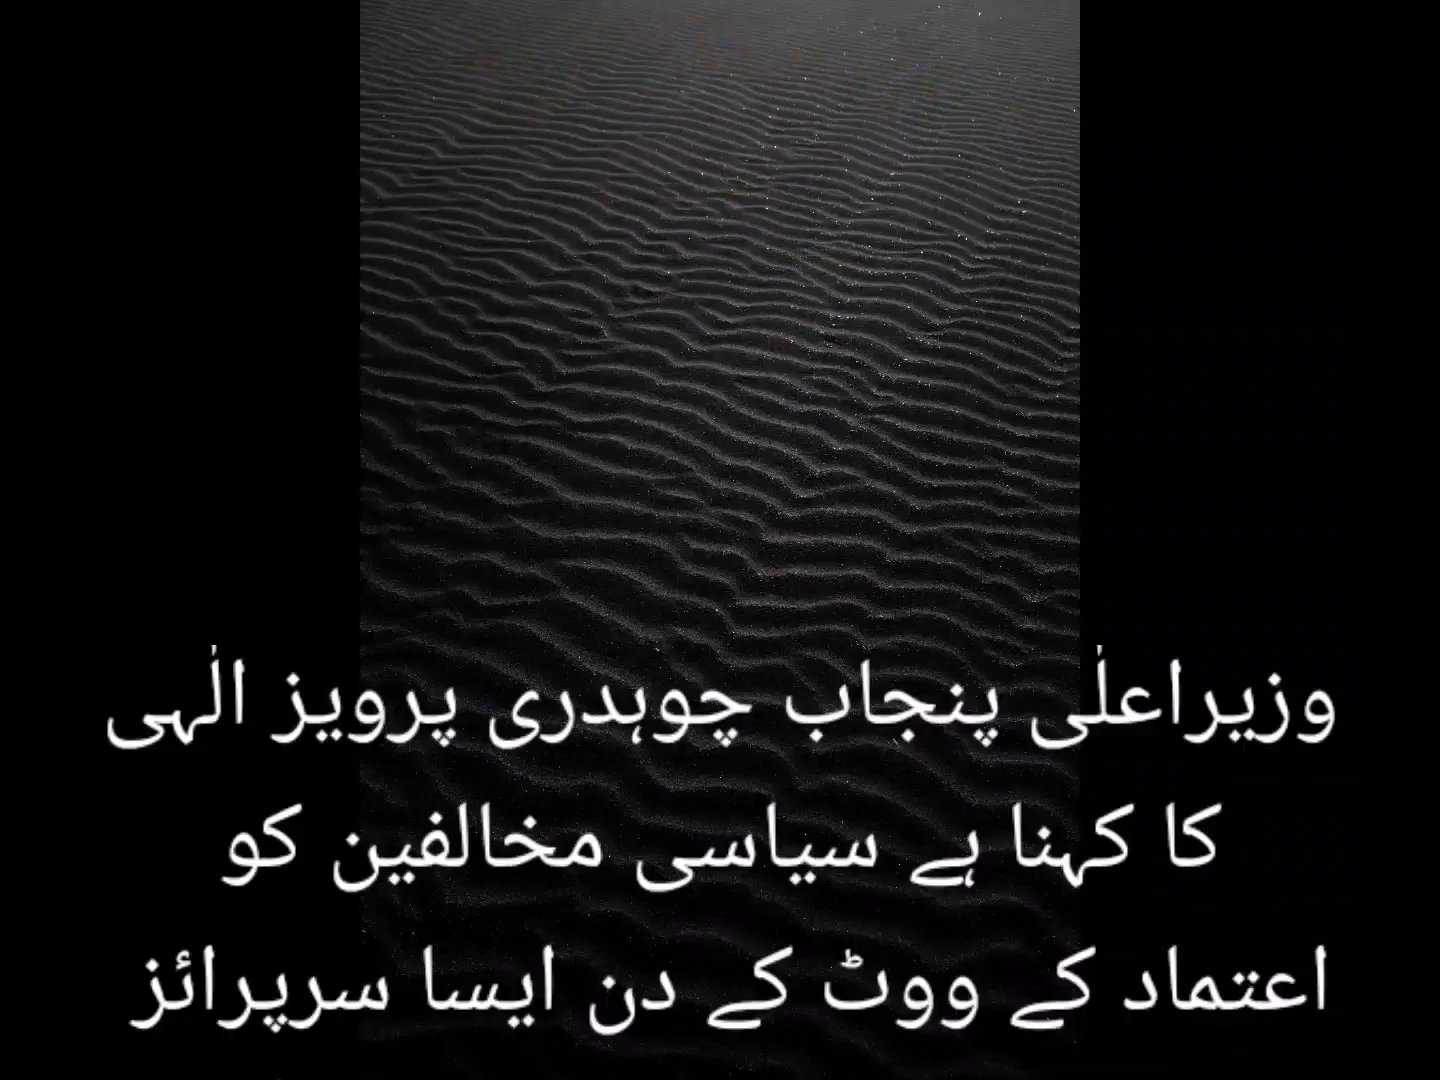 وزیراعلٰی پنجاب چوہدری پرویز الٰہی
کا کہنا ہے سیاسی مخالفین کو
اعتماد کے ووٹ کے دن ایسا سرپرائز